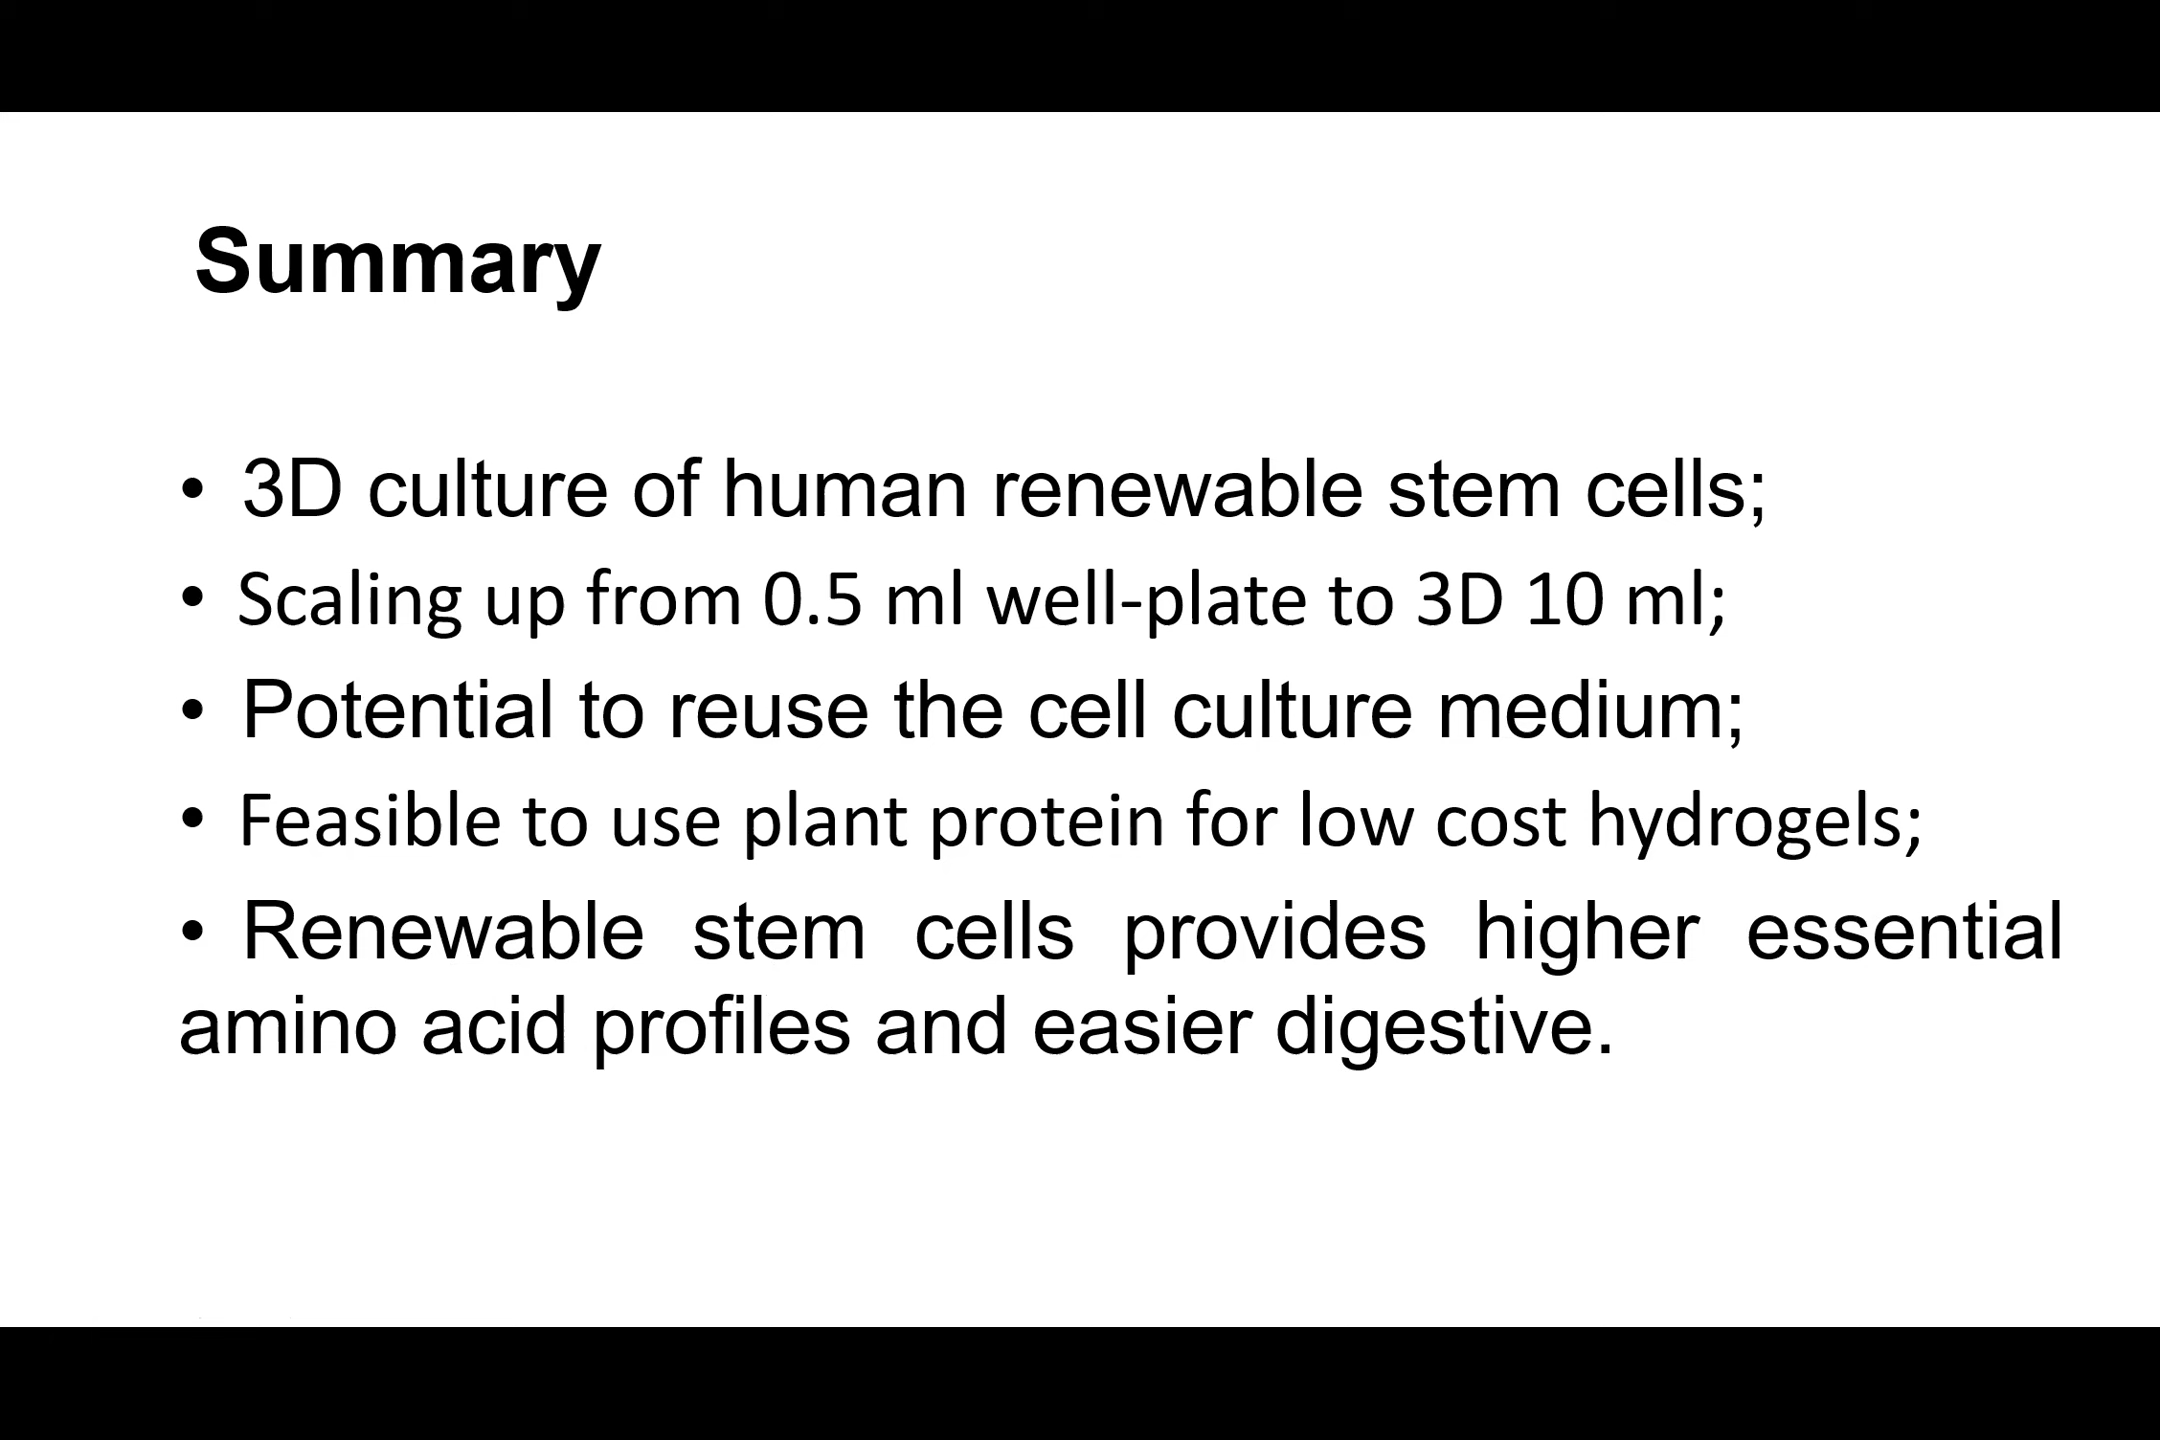 Summary
• 3D culture of human renewable stem cells;
• Scaling up from 0.5 ml well-plate to 3D 10 ml;
• Potential to reuse the cell culture medium;
• Feasible to use plant protein for low cost hydrogels;
• Renewable stem cells provides higher essential
amino acid profiles and easier digestive.